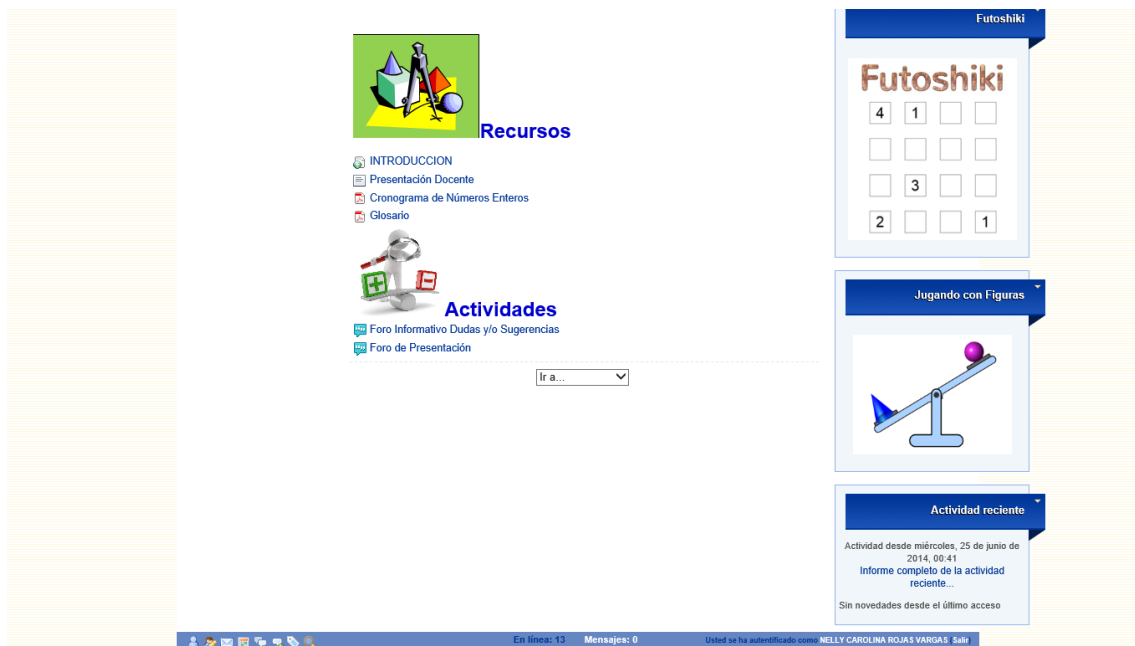 Recursos
INTRODUCCION
Presentación Docente
Cronograma de Números Enteros
Glosario
Actividades
Foro Informativo Dudas y/o Sugerencias
Foro de Presentación
Ir a...
Futoshiki
Futoshiki
4 1
3
2 1
Jugando con Figuras
Actividad reciente
Actividad desde miércoles, 25 de junio de
2014, 00:41
Informe completo de la actividad
reciente...
Sin novedades desde el último acceso
En línea: 13 Mensajes: 0 Usted se ha autentificado como NELLY CAROLINA ROJAS VARGAS (Salir)